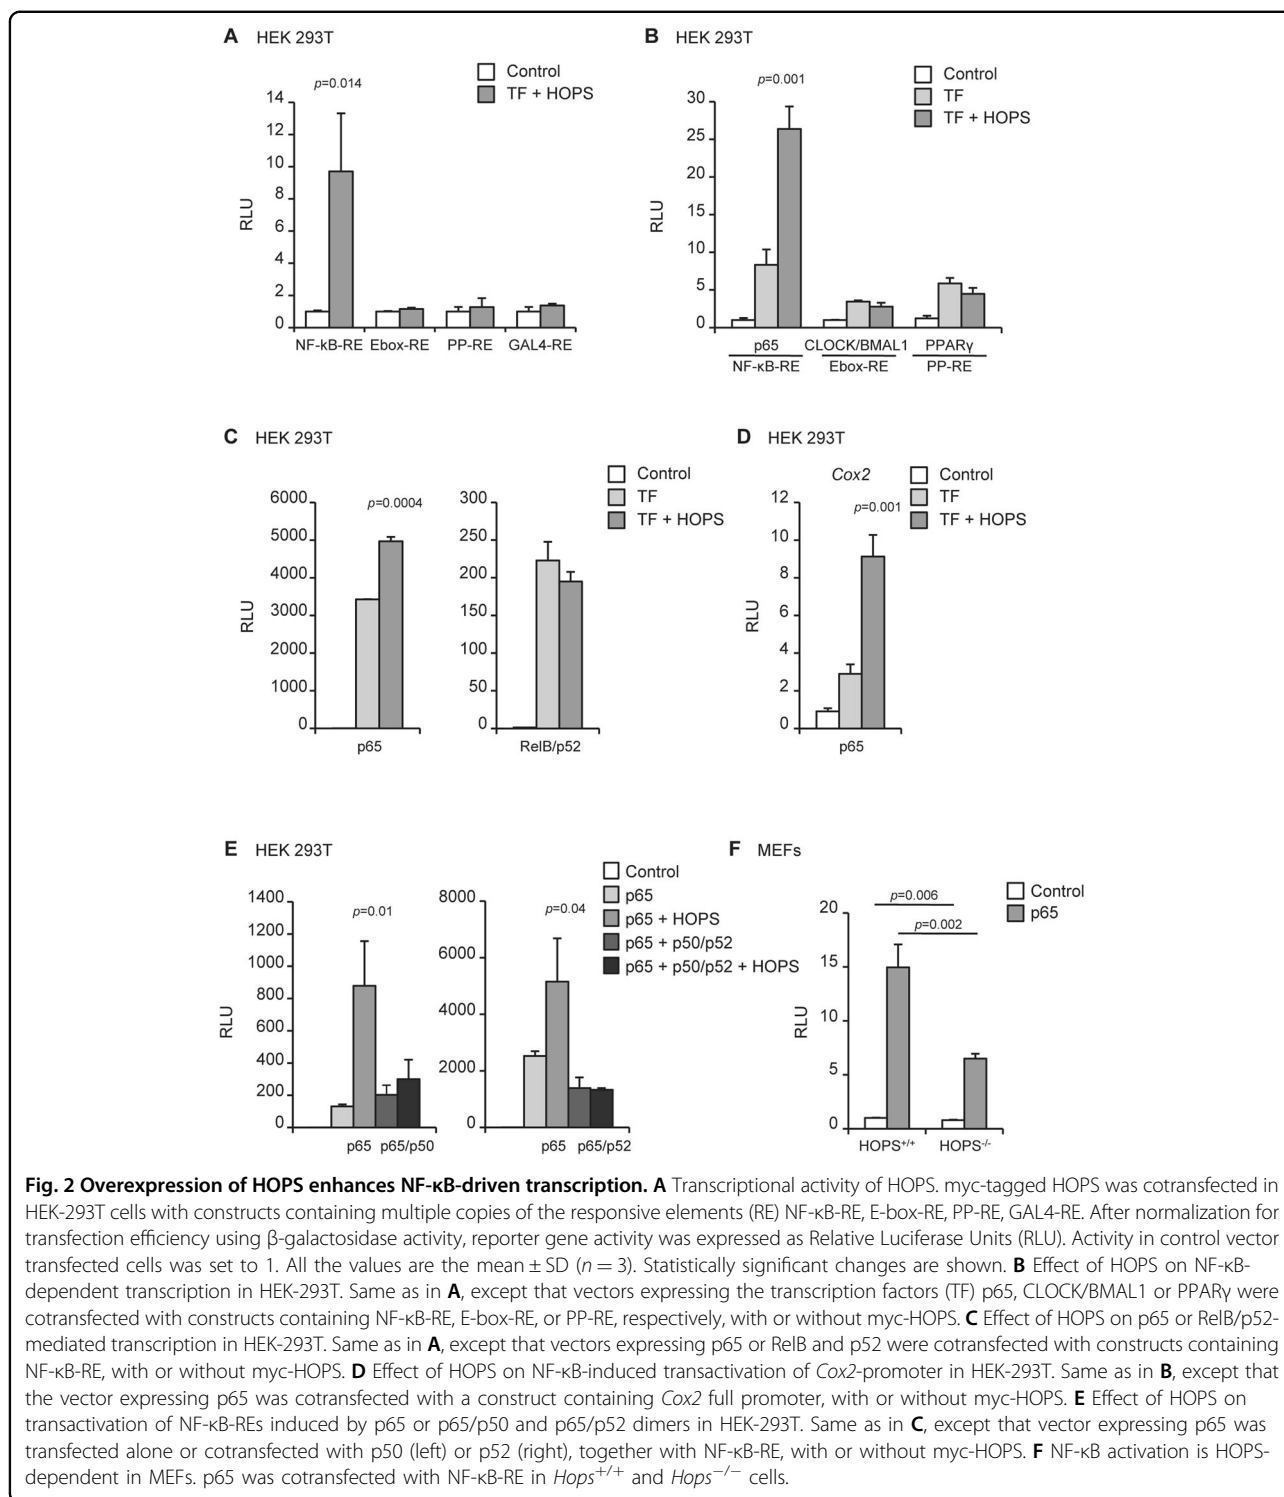 A HEK 293T
Control
TF + HOPS
p=0.014
14
12
10
8
6
4
2
0
RLU
NF-kB-RE Ebox-RE PP-RE GAL4-RE
B HEK 293T
Control
TF
TF + HOPS
p=0.001
30
25
20
15
10
5
0
RLU
p65 CLOCK/BMAL1 PPARγ
NF-κB-RE Ebox-RE PP-RE
C HEK 293T
Control
TF
TF + HOPS
p=0.0004
6000
5000
4000
3000
2000
1000
0
RLU
p65
300
250
200
150
100
50
0
RelB/p52
D HEK 293T
Cox2
Control
TF
TF + HOPS
p=0.001
12
10
8
6
4
2
0
RLU
p65
E HEK 293T
Control
p65
p65 + HOPS
p65 + p50/p52
p65 + p50/p52 + HOPS
p=0.01
1400
1200
1000
800
600
400
200
0
RLU
p65 p65/p50
p=0.04
8000
6000
4000
2000
0
p65 p65/p52
F MEFs
Control
p65
p=0.006
p=0.002
20
15
10
5
0
RLU
HOPS+/+ HOPS-/-
Fig. 2 Overexpression of HOPS enhances NF-κB-driven transcription. A Transcriptional activity of HOPS. myc-tagged HOPS was cotransfected in
HEK-293T cells with constructs containing multiple copies of the responsive elements (RE) NF-κB-RE, E-box-RE, PP-RE, GAL4-RE. After normalization for
transfection efficiency using β-galactosidase activity, reporter gene activity was expressed as Relative Luciferase Units (RLU). Activity in control vector
transfected cells was set to 1. All the values are the mean ± SD (n = 3). Statistically significant changes are shown. B Effect of HOPS on NF-κB-
dependent transcription in HEK-293T. Same as in A, except that vectors expressing the transcription factors (TF) p65, CLOCK/BMAL1 or PPARγ were
cotransfected with constructs containing NF-κB-RE, E-box-RE, or PP-RE, respectively, with or without myc-HOPS. C Effect of HOPS on p65 or RelB/p52-
mediated transcription in HEK-293T. Same as in A, except that vectors expressing p65 or RelB and p52 were cotransfected with constructs containing
NF-κB-RE, with or without myc-HOPS. D Effect of HOPS on NF-κB-induced transactivation of Cox2-promoter in HEK-293T. Same as in B, except that
the vector expressing p65 was cotransfected with a construct containing Cox2 full promoter, with or without myc-HOPS. E Effect of HOPS on
transactivation of NF-κB-REs induced by p65 or p65/p50 and p65/p52 dimers in HEK-293T. Same as in C, except that vector expressing p65 was
transfected alone or cotransfected with p50 (left) or p52 (right), together with NF-κB-RE, with or without myc-HOPS. F NF-κB activation is HOPS-
dependent in MEFs. p65 was cotransfected with NF-κB-RE in Hops+/+ and Hops−/− cells.